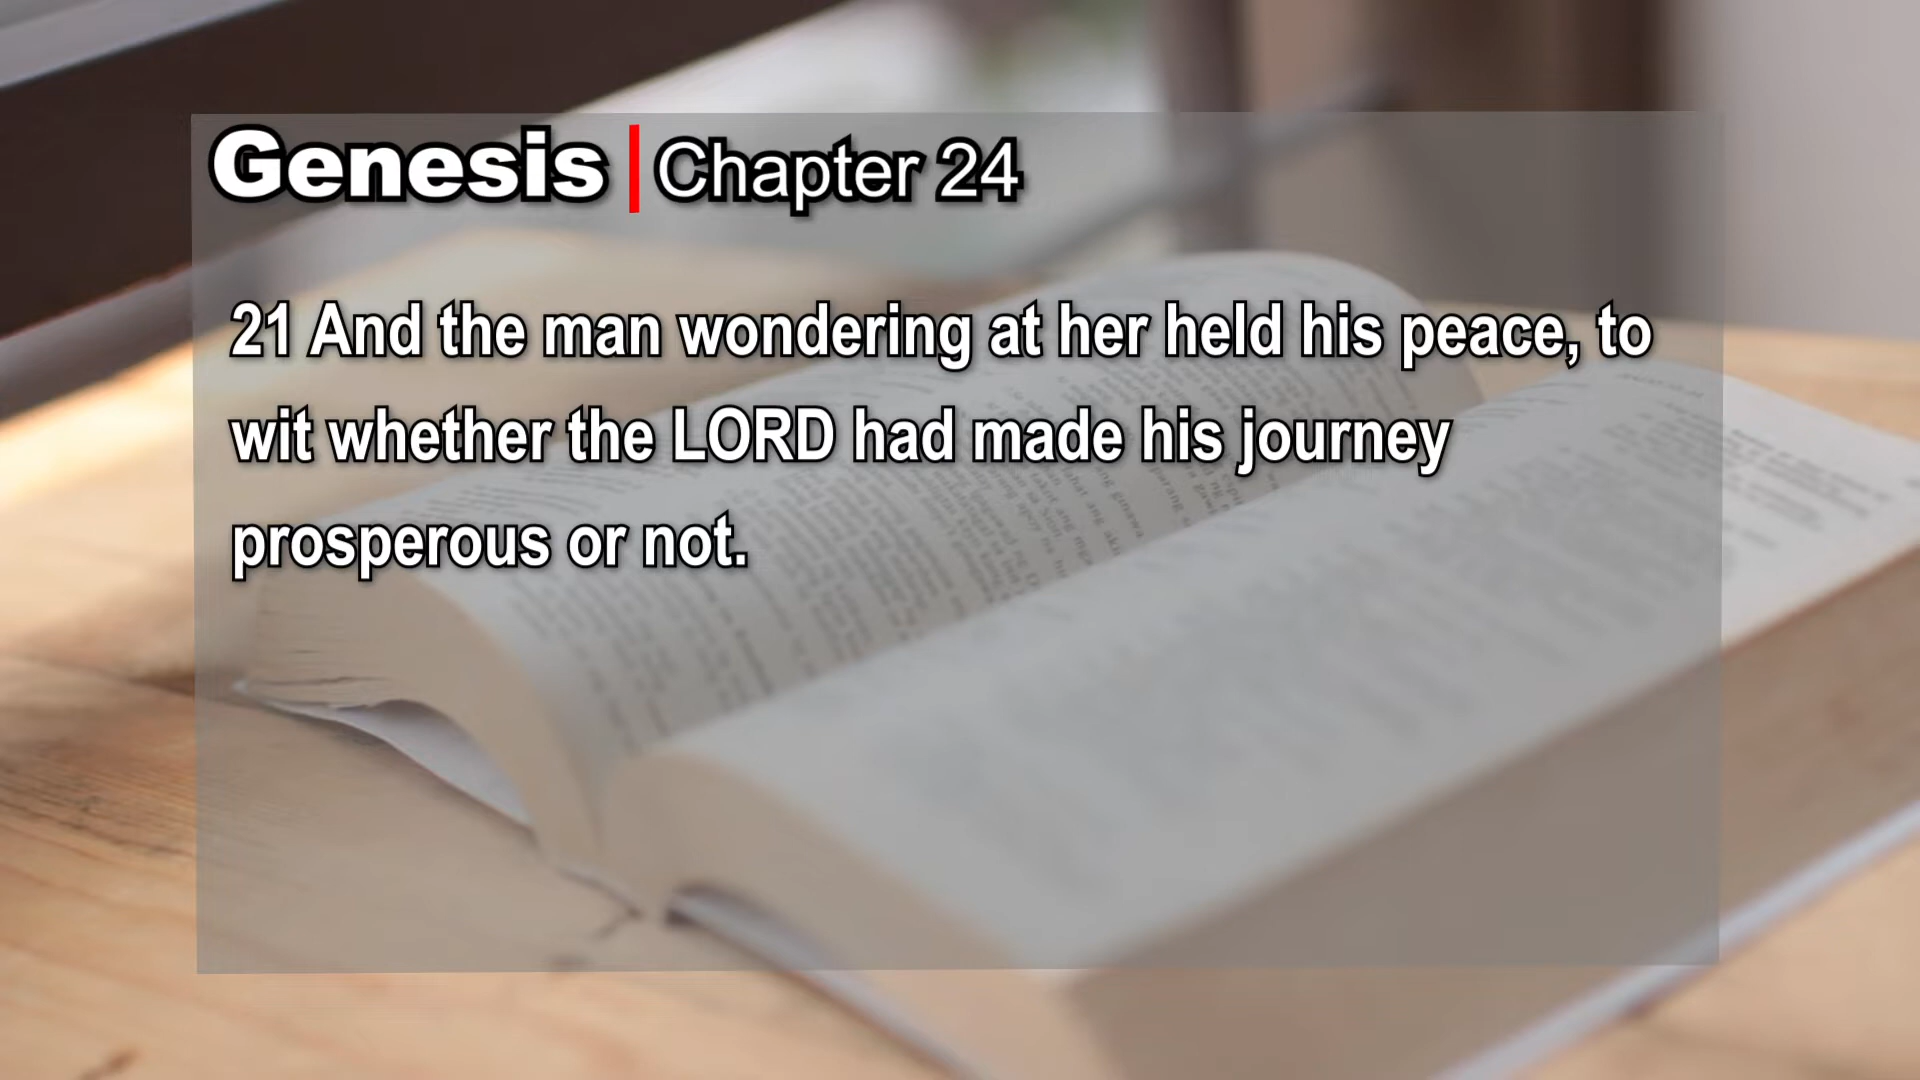 Genesis | Chapter 24
21 And the man wondering at her held his peace, to
wit whether the LORD had made his journey
prosperous or not.